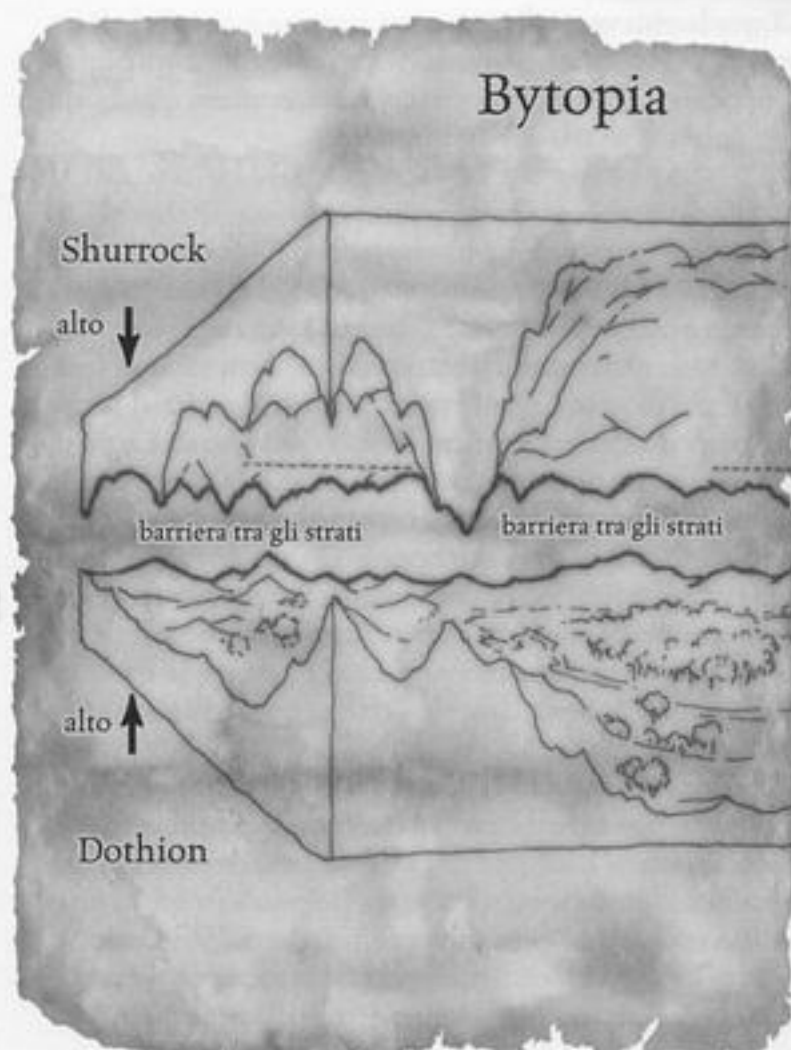 Bytopia
Shurrock
alto
barriera tra gli strati
barriera tra gli strati
alto
Dothion